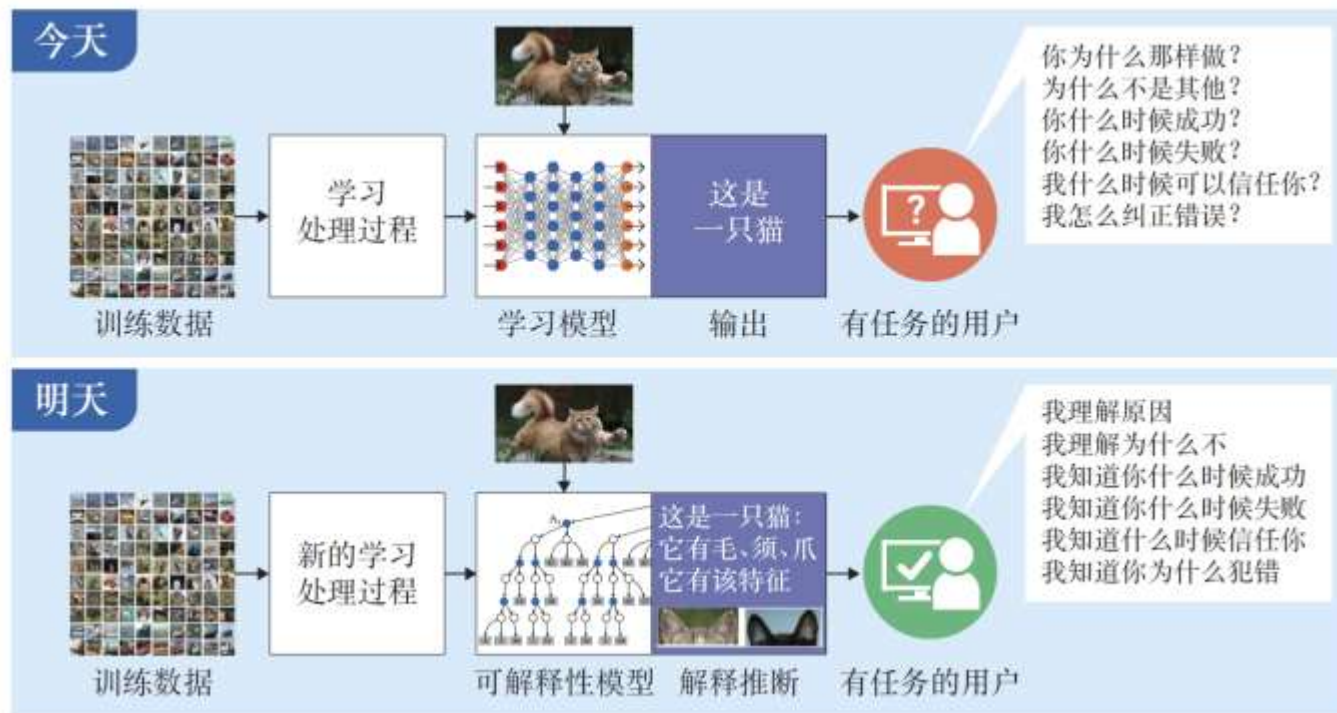 今天
你为什么那样做?
为什么不是其他?
你什么时候成功?
你什么时候失败?
我什么时候可以信任你?
我怎么纠正错误?
学习
处理过程
这是
一只猫
?
训练数据
学习模型
输出
有任务的用户
明天
我理解原因
我理解为什么不
我知道你什么时候成功
我知道你什么时候失败
我知道什么时候信任你
我知道你为什么犯错
新的学习
处理过程
这是一只猫:
它有毛、须、爪
它有该特征
训练数据
可解释性模型
解释推断
有任务的用户